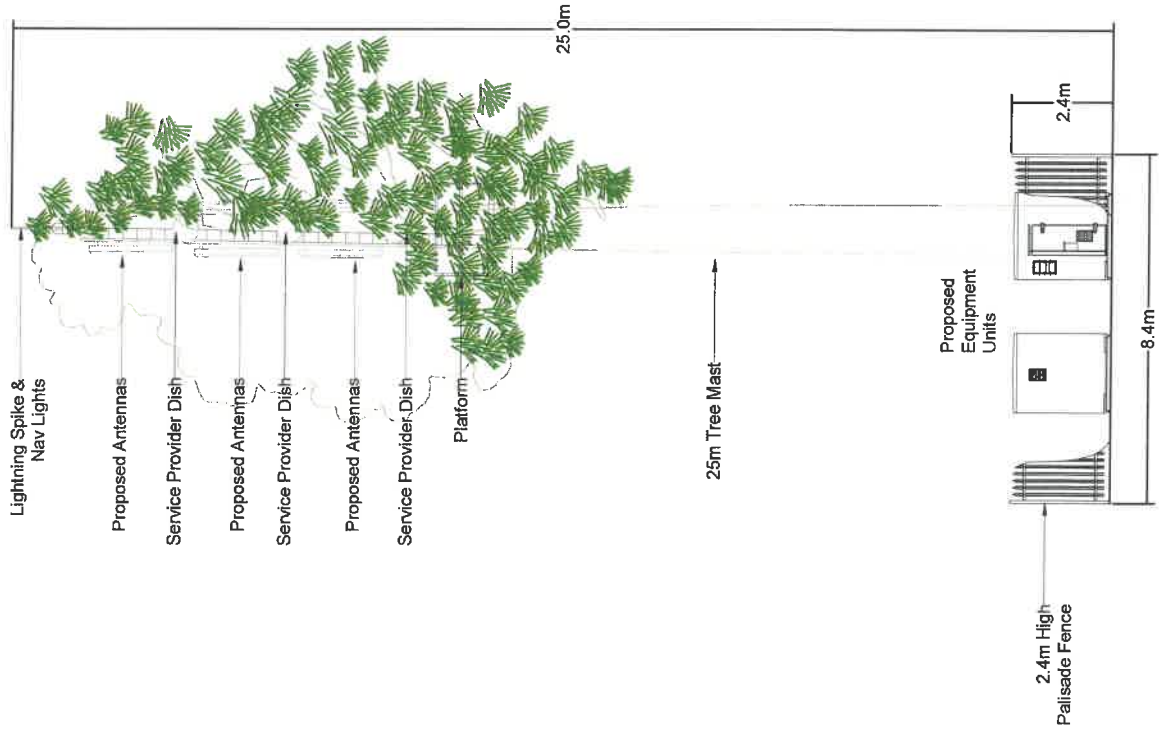 Lightning Spike &
Nav Lights
Proposed Antennas
Service Provider Dish
Proposed Antennas
Service Provider Dish
Proposed Antennas
Service Provider Dish
Platform
25m Tree Mast
Proposed
Equipment
Units
2.4m High
Palisade Fence
25.0m
2.4m
8.4m